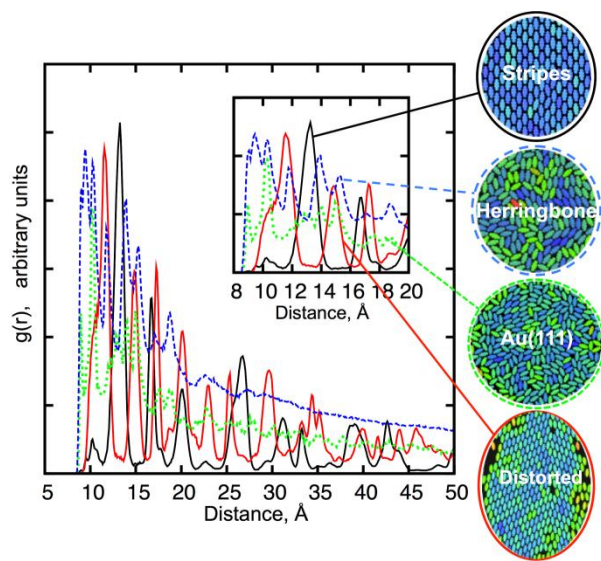 Stripes
Herringbone
Au(111)
Distorted
g(r), arbitrary units
5 10 15 20 25 30 35 40 45 50
Distance, Å
8 10 12 14 16 18 20
Distance, Å